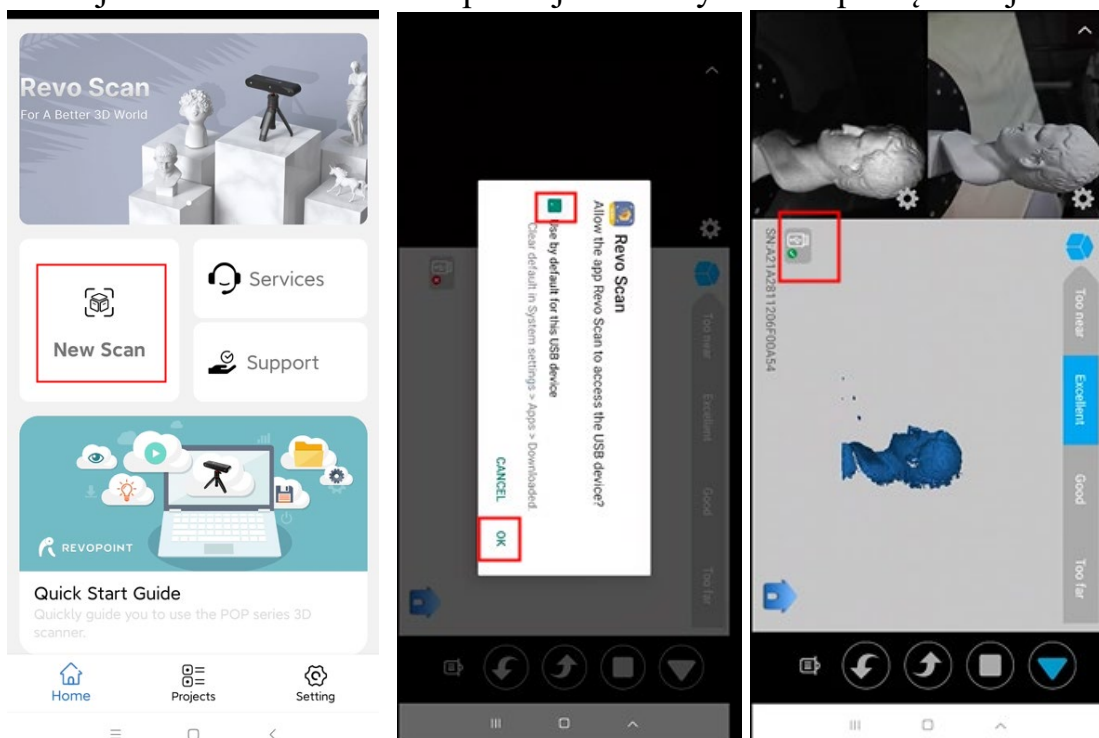 Revo Scan
For A Better 3D World
New Scan
Services
Support
REVOPOINT
Quick Start Guide
Quickly guide you to use the POP series 3D
scanner.
Home
Projects
Setting
Revo Scan
Allow the app Revo Scan to access the USB device?
Use by default for this USB device
Clear default in System settings > Apps > Downloaded.
CANCEL
OK
Too near
Excellent
Good
Too far
Too near
Excellent
Good
Too far
SN:A21A2811206F00A54